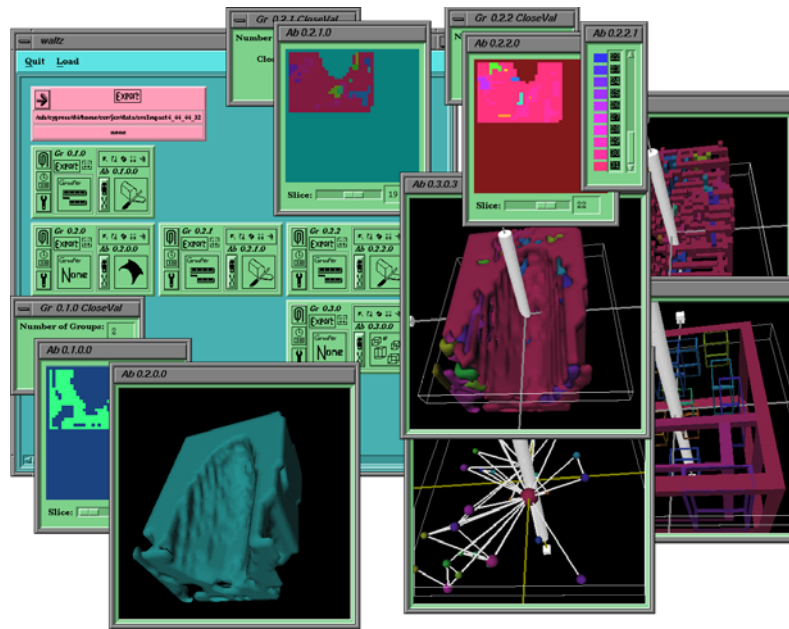 Gr 0.2.1 CloseVal
Gr 0.2.2 CloseVal
waltz
Number
Ab 0.2.1.0
Ab 0.2.2.0
Ab 0.2.2.1
Quit Load
Export
none
Slice: 19
Slice: 22
Ab 0.3.0.3
Gr 0.1.0
Export
Ab 0.1.0.0
Grouper
Gr 0.2.0
Export
Ab 0.2.0.0
Grouper
None
Gr 0.2.1
Export
Ab 0.2.1.0
Grouper
Gr 0.2.2
Export
Ab 0.2.2.0
Grouper
Gr 0.1.0 CloseVal
Number of Groups: 2
Gr 0.3.0
Export
Ab 0.3.0.0
Grouper
None
Ab 0.1.0.0
Ab 0.2.0.0
Slice: